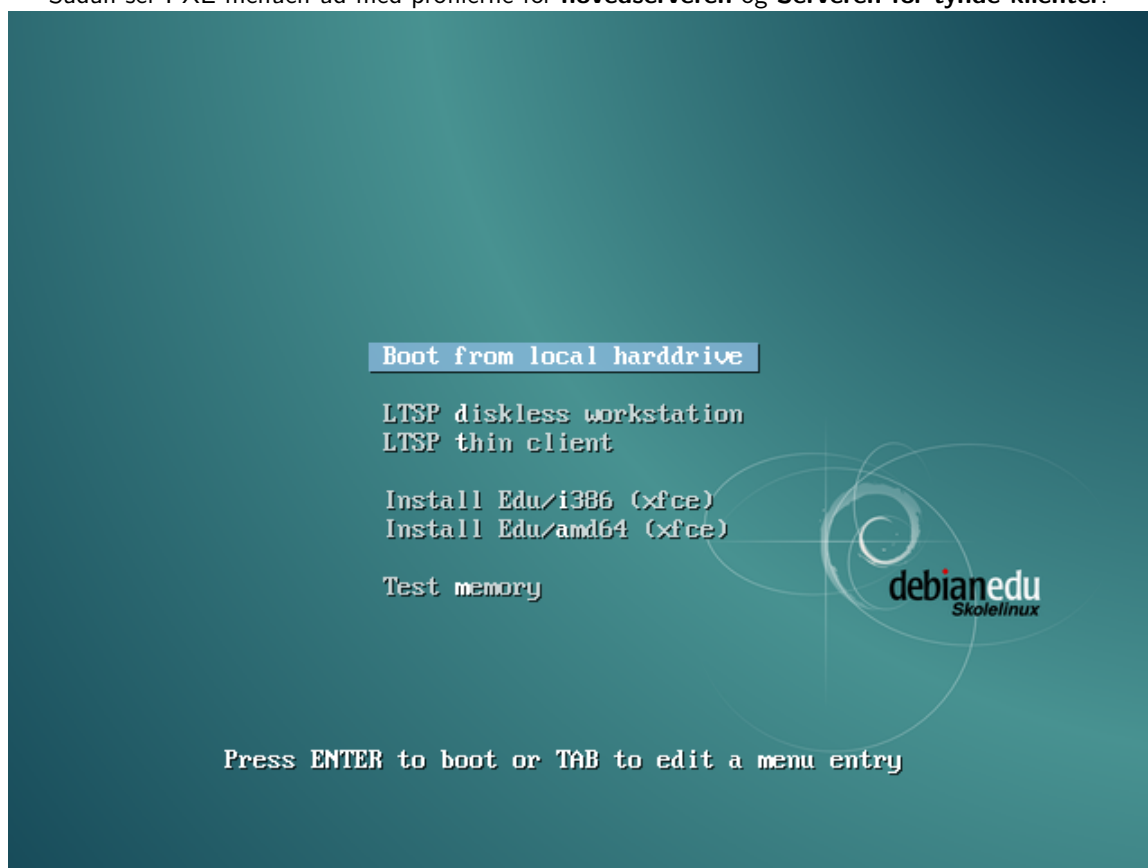 Sådan ser PXE-menuen ud med profilerne for hovedserveren og Serveren for tynde klienter:
Boot from local harddrive
LTSP diskless workstation
LTSP thin client
Install Edu/i386 (xfce)
Install Edu/amd64 (xfce)
Test memory
debianedu
Skolelinux
Press ENTER to boot or TAB to edit a menu entry